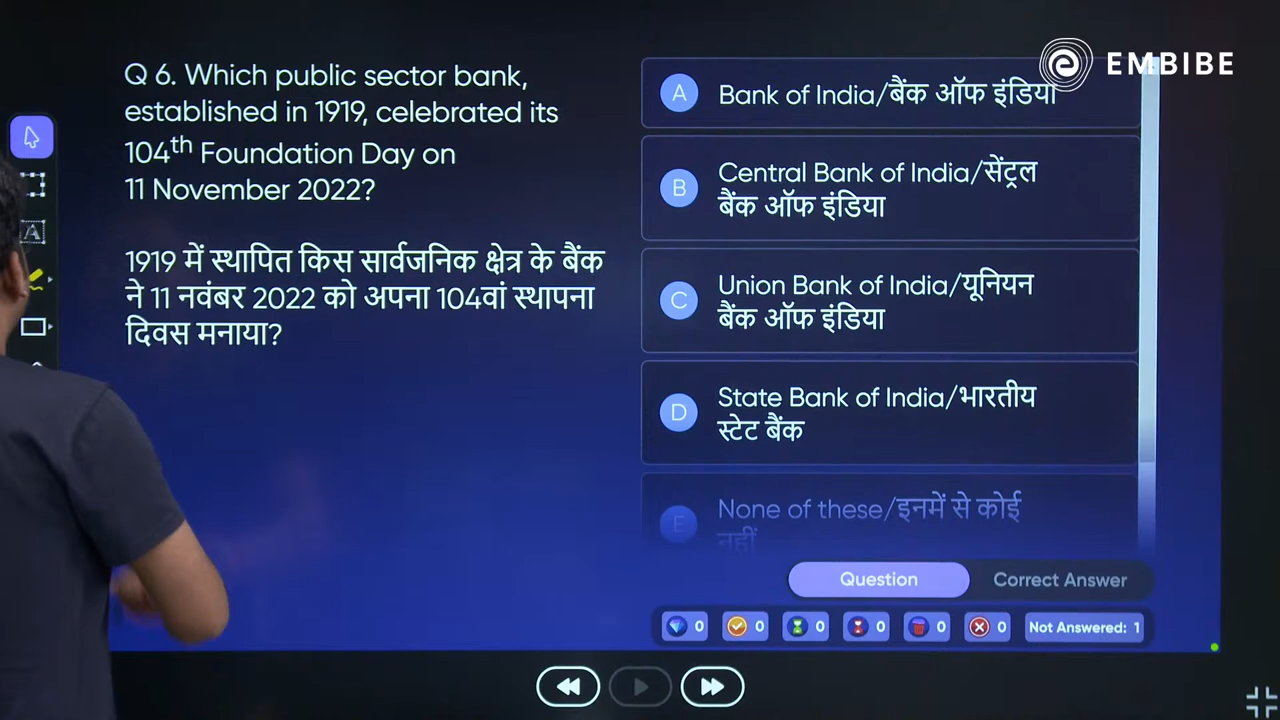 EMBIBE
Q 6. Which public sector bank,
established in 1919, celebrated its
104th Foundation Day on
11 November 2022?
1919 में स्थापित किस सार्वजनिक क्षेत्र के बैंक
ने 11 नवंबर 2022 को अपना 104वां स्थापना
दिवस मनाया?
A Bank of India/बैंक ऑफ इंडिया
B Central Bank of India/सेंट्रल
बैंक ऑफ इंडिया
C Union Bank of India/यूनियन
बैंक ऑफ इंडिया
D State Bank of India/भारतीय
स्टेट बैंक
E None of these/इनमें से कोई
नहीं
Question Correct Answer
0 0 0 0 0 0 Not Answered: 1
A